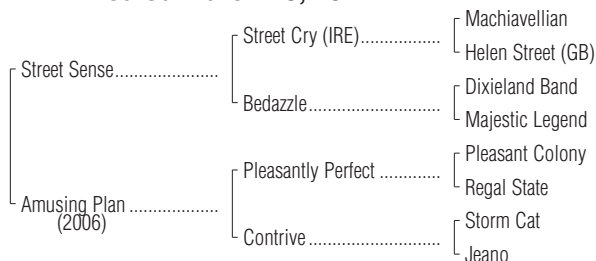 Machiavellian
Street Cry (IRE)..................
Helen Street (GB)
Street Sense.......................
Dixieland Band
Bedazzle..............................
Majestic Legend
Pleasant Colony
Pleasantly Perfect ..............
Regal State
Amusing Plan ....................
(2006)
Storm Cat
Contrive..............................
Jeano